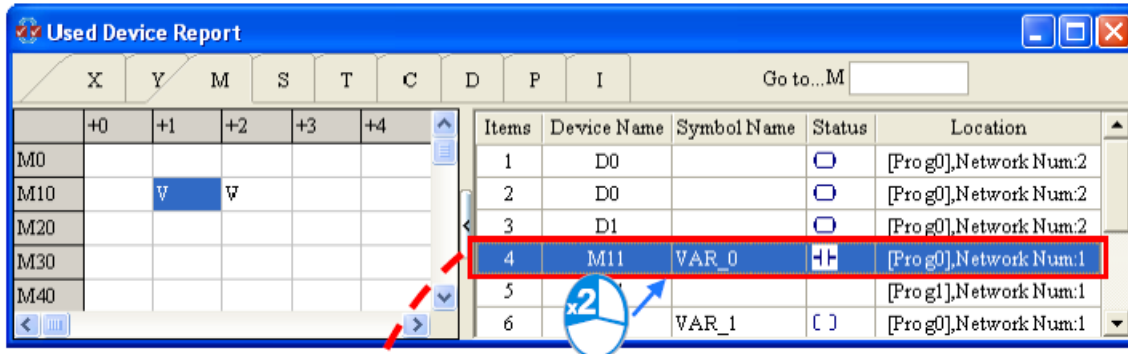 Used Device Report
X Y M S T C D P I Go to...M
+0 +1 +2 +3 +4
M0
M10 V V
M20
M30
M40
Items Device Name Symbol Name Status Location
1 D0 [Prog0],Network Num:2
2 D0 [Prog0],Network Num:2
3 D1 [Prog0],Network Num:2
4 M11 VAR_0 [Prog0],Network Num:1
5 [Prog1],Network Num:1
6 VAR_1 [Prog0],Network Num:1
x2